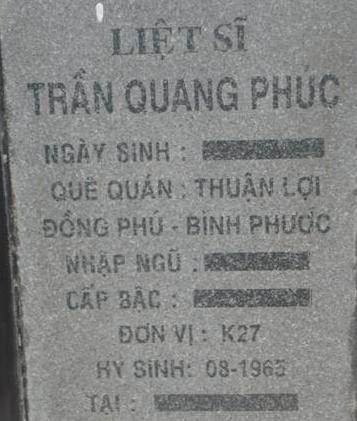 LIỆT SĨ
TRẦN QUANG PHÚC
NGÀY SINH :
QUÊ QUÁN : THUẬN LỢI
ĐỒNG PHÚ - BÌNH PHƯỚC
NHẬP NGŨ :
CẤP BẬC :
ĐƠN VỊ : K27
HY SINH: 08-1965
TẠI :